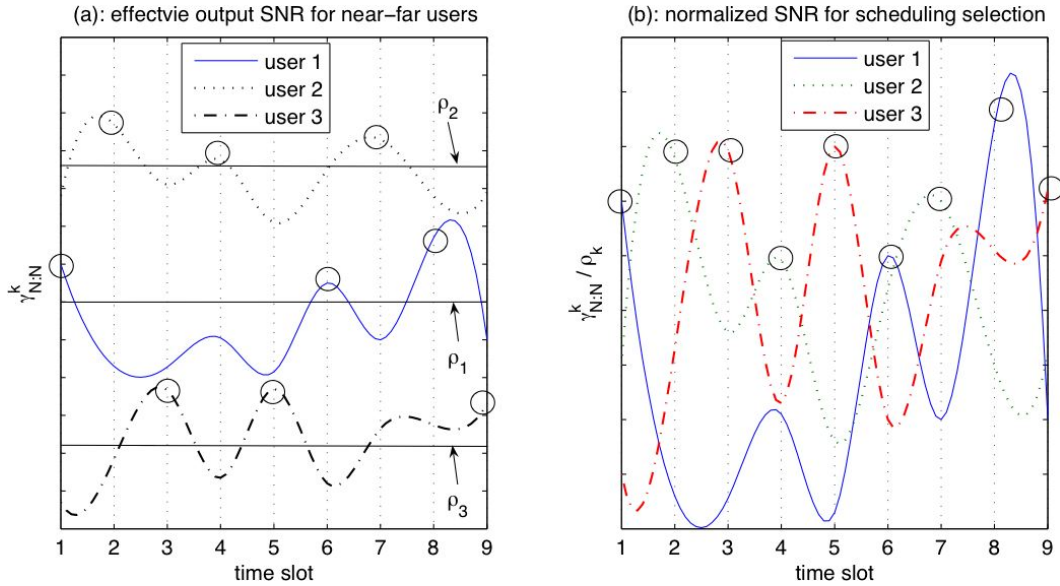 (a): effectvie output SNR for near-far users
user 1
user 2
user 3
ρ2
ρ1
ρ3
γ^k_N:N
1 2 3 4 5 6 7 8 9
time slot
(b): normalized SNR for scheduling selection
user 1
user 2
user 3
γ^k_N:N / ρk
1 2 3 4 5 6 7 8 9
time slot